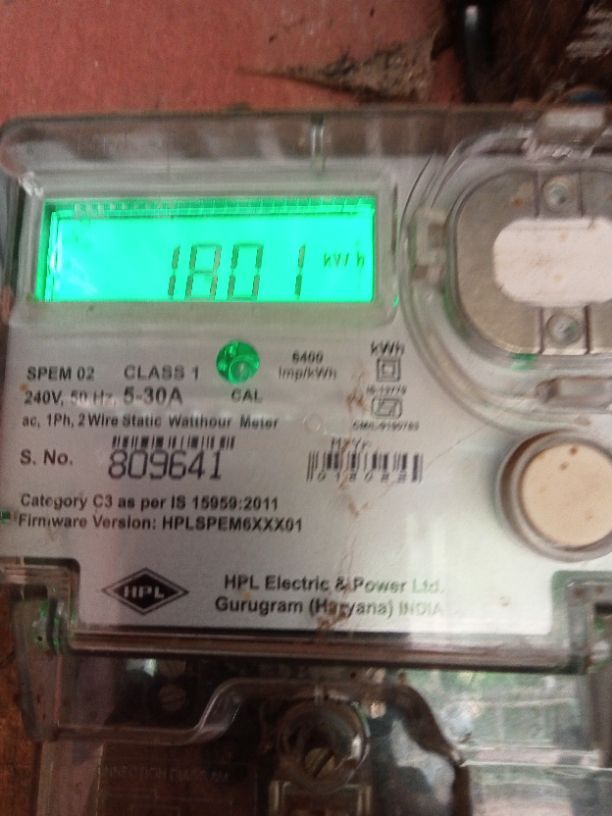 1801 kWh
SPEM 02 CLASS 1
6400
imp/kWh
kWh
240V, 50 Hz, 5-30A
CAL
ac, 1Ph, 2Wire Static Watthour Meter
S. No. 809641
Category C3 as per IS 15959:2011
Firmware Version: HPLSPEM6XXX01
HPL
HPL Electric & Power Ltd.
Gurugram (Haryana) INDIA